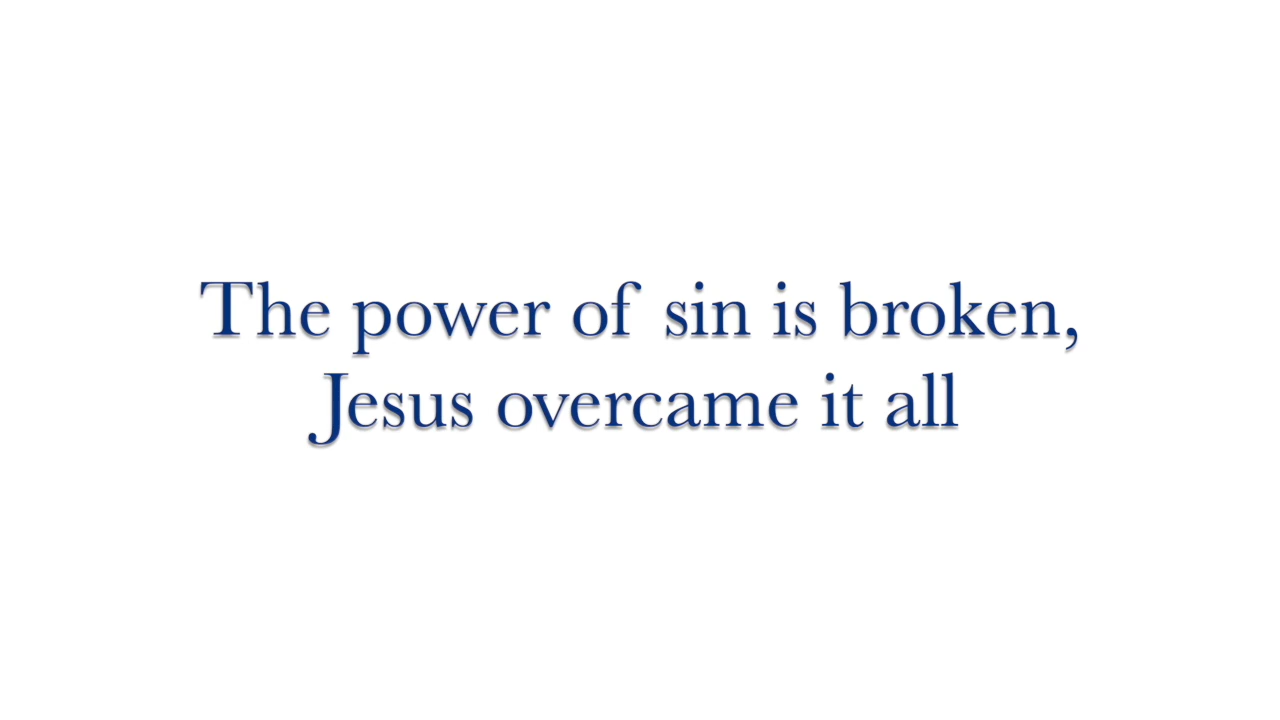 The power of sin is broken,
Jesus overcame it all